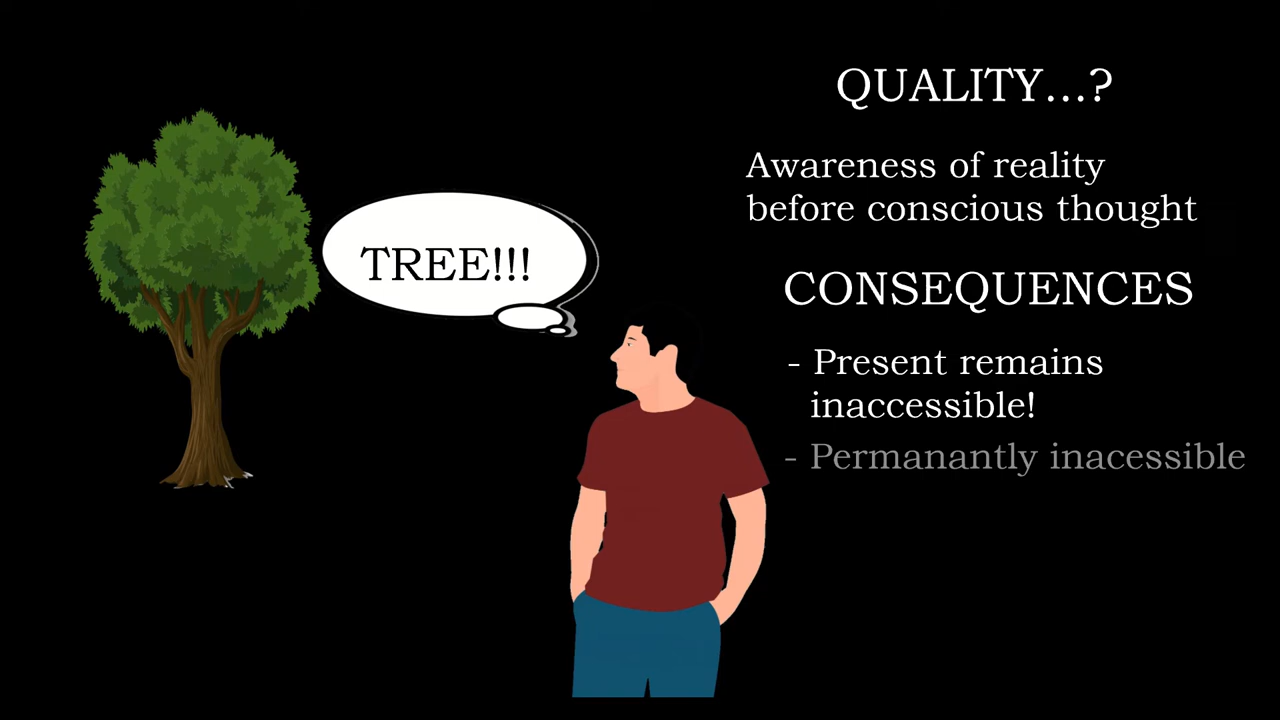 TREE!!!
QUALITY...?
Awareness of reality
before conscious thought
CONSEQUENCES
- Present remains
inaccessible!
- Permanantly inacessible